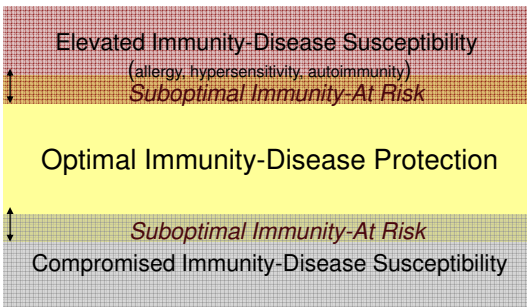 Elevated Immunity-Disease Susceptibility
(allergy, hypersensitivity, autoimmunity)
Suboptimal Immunity-At Risk
Optimal Immunity-Disease Protection
Suboptimal Immunity-At Risk
Compromised Immunity-Disease Susceptibility